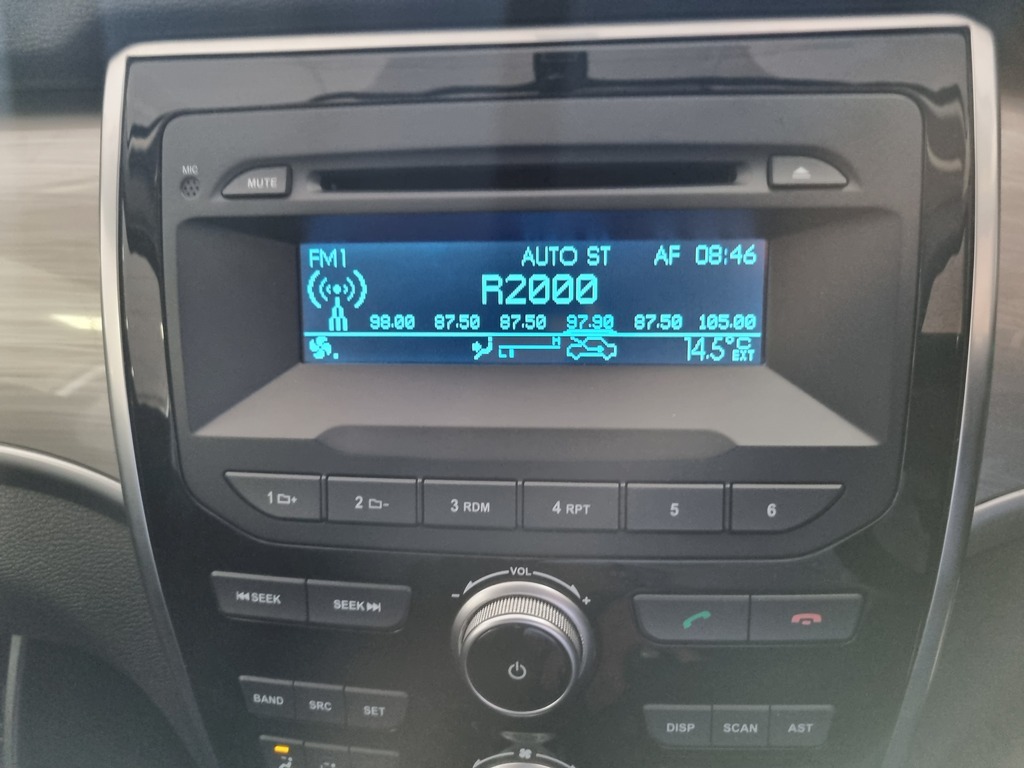 MIC
MUTE
FM1 AUTO ST AF 08:46
R2000
98.00 87.50 87.50 97.90 87.50 105.00
14.5°C
EXT
1 + 2 - 3 RDM 4 RPT 5 6
VOL
- +
SEEK SEEK
BAND SRC SET
DISP SCAN AST